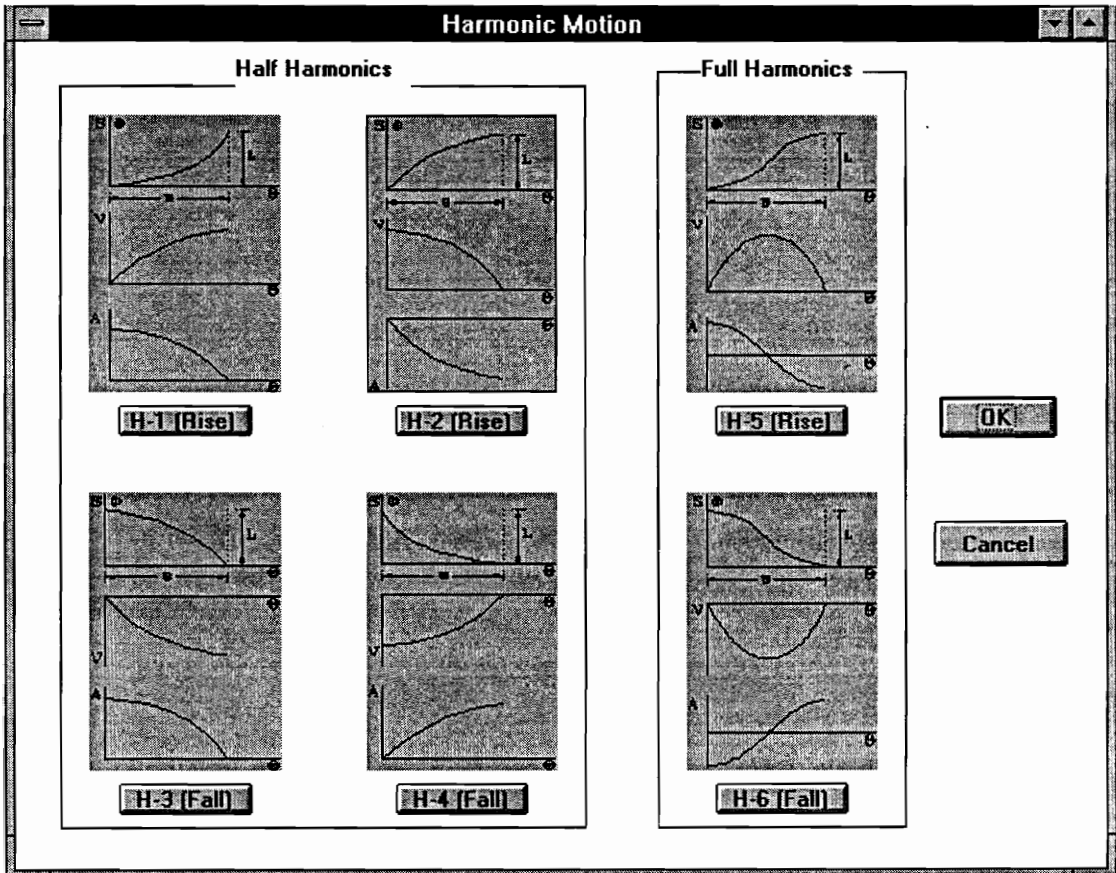 Harmonic Motion
Half Harmonics
Full Harmonics
S
L
θ
V
θ
A
θ
H-1 (Rise)
S
L
θ
V
θ
θ
A
H-2 (Rise)
S
L
θ
V
θ
A
θ
H-5 (Rise)
OK
Cancel
S
L
θ
θ
V
A
θ
H-3 (Fall)
S
L
θ
θ
V
A
θ
H-4 (Fall)
S
L
θ
V
θ
A
θ
H-6 (Fall)